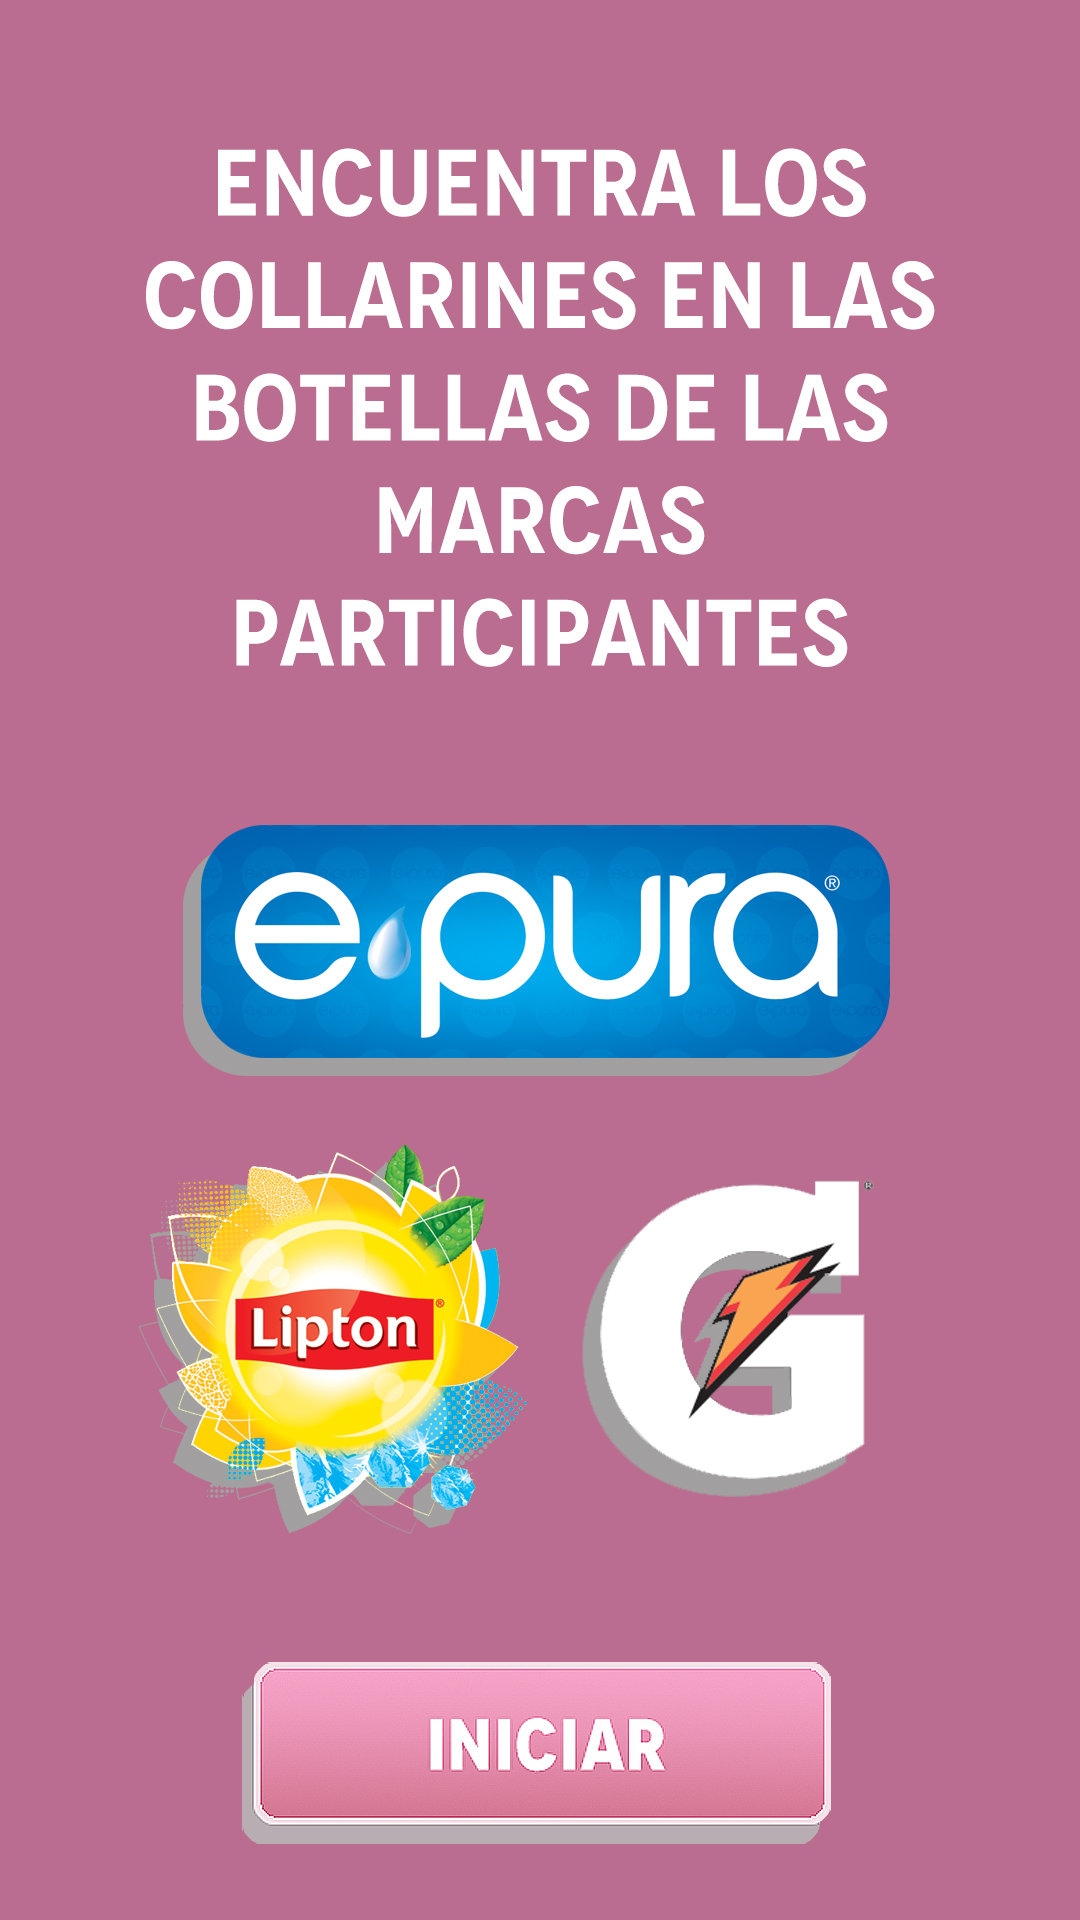 ENCUENTRA LOS
COLLARINES EN LAS
BOTELLAS DE LAS
MARCAS
PARTICIPANTES
e·pura®
Lipton®
G®
INICIAR